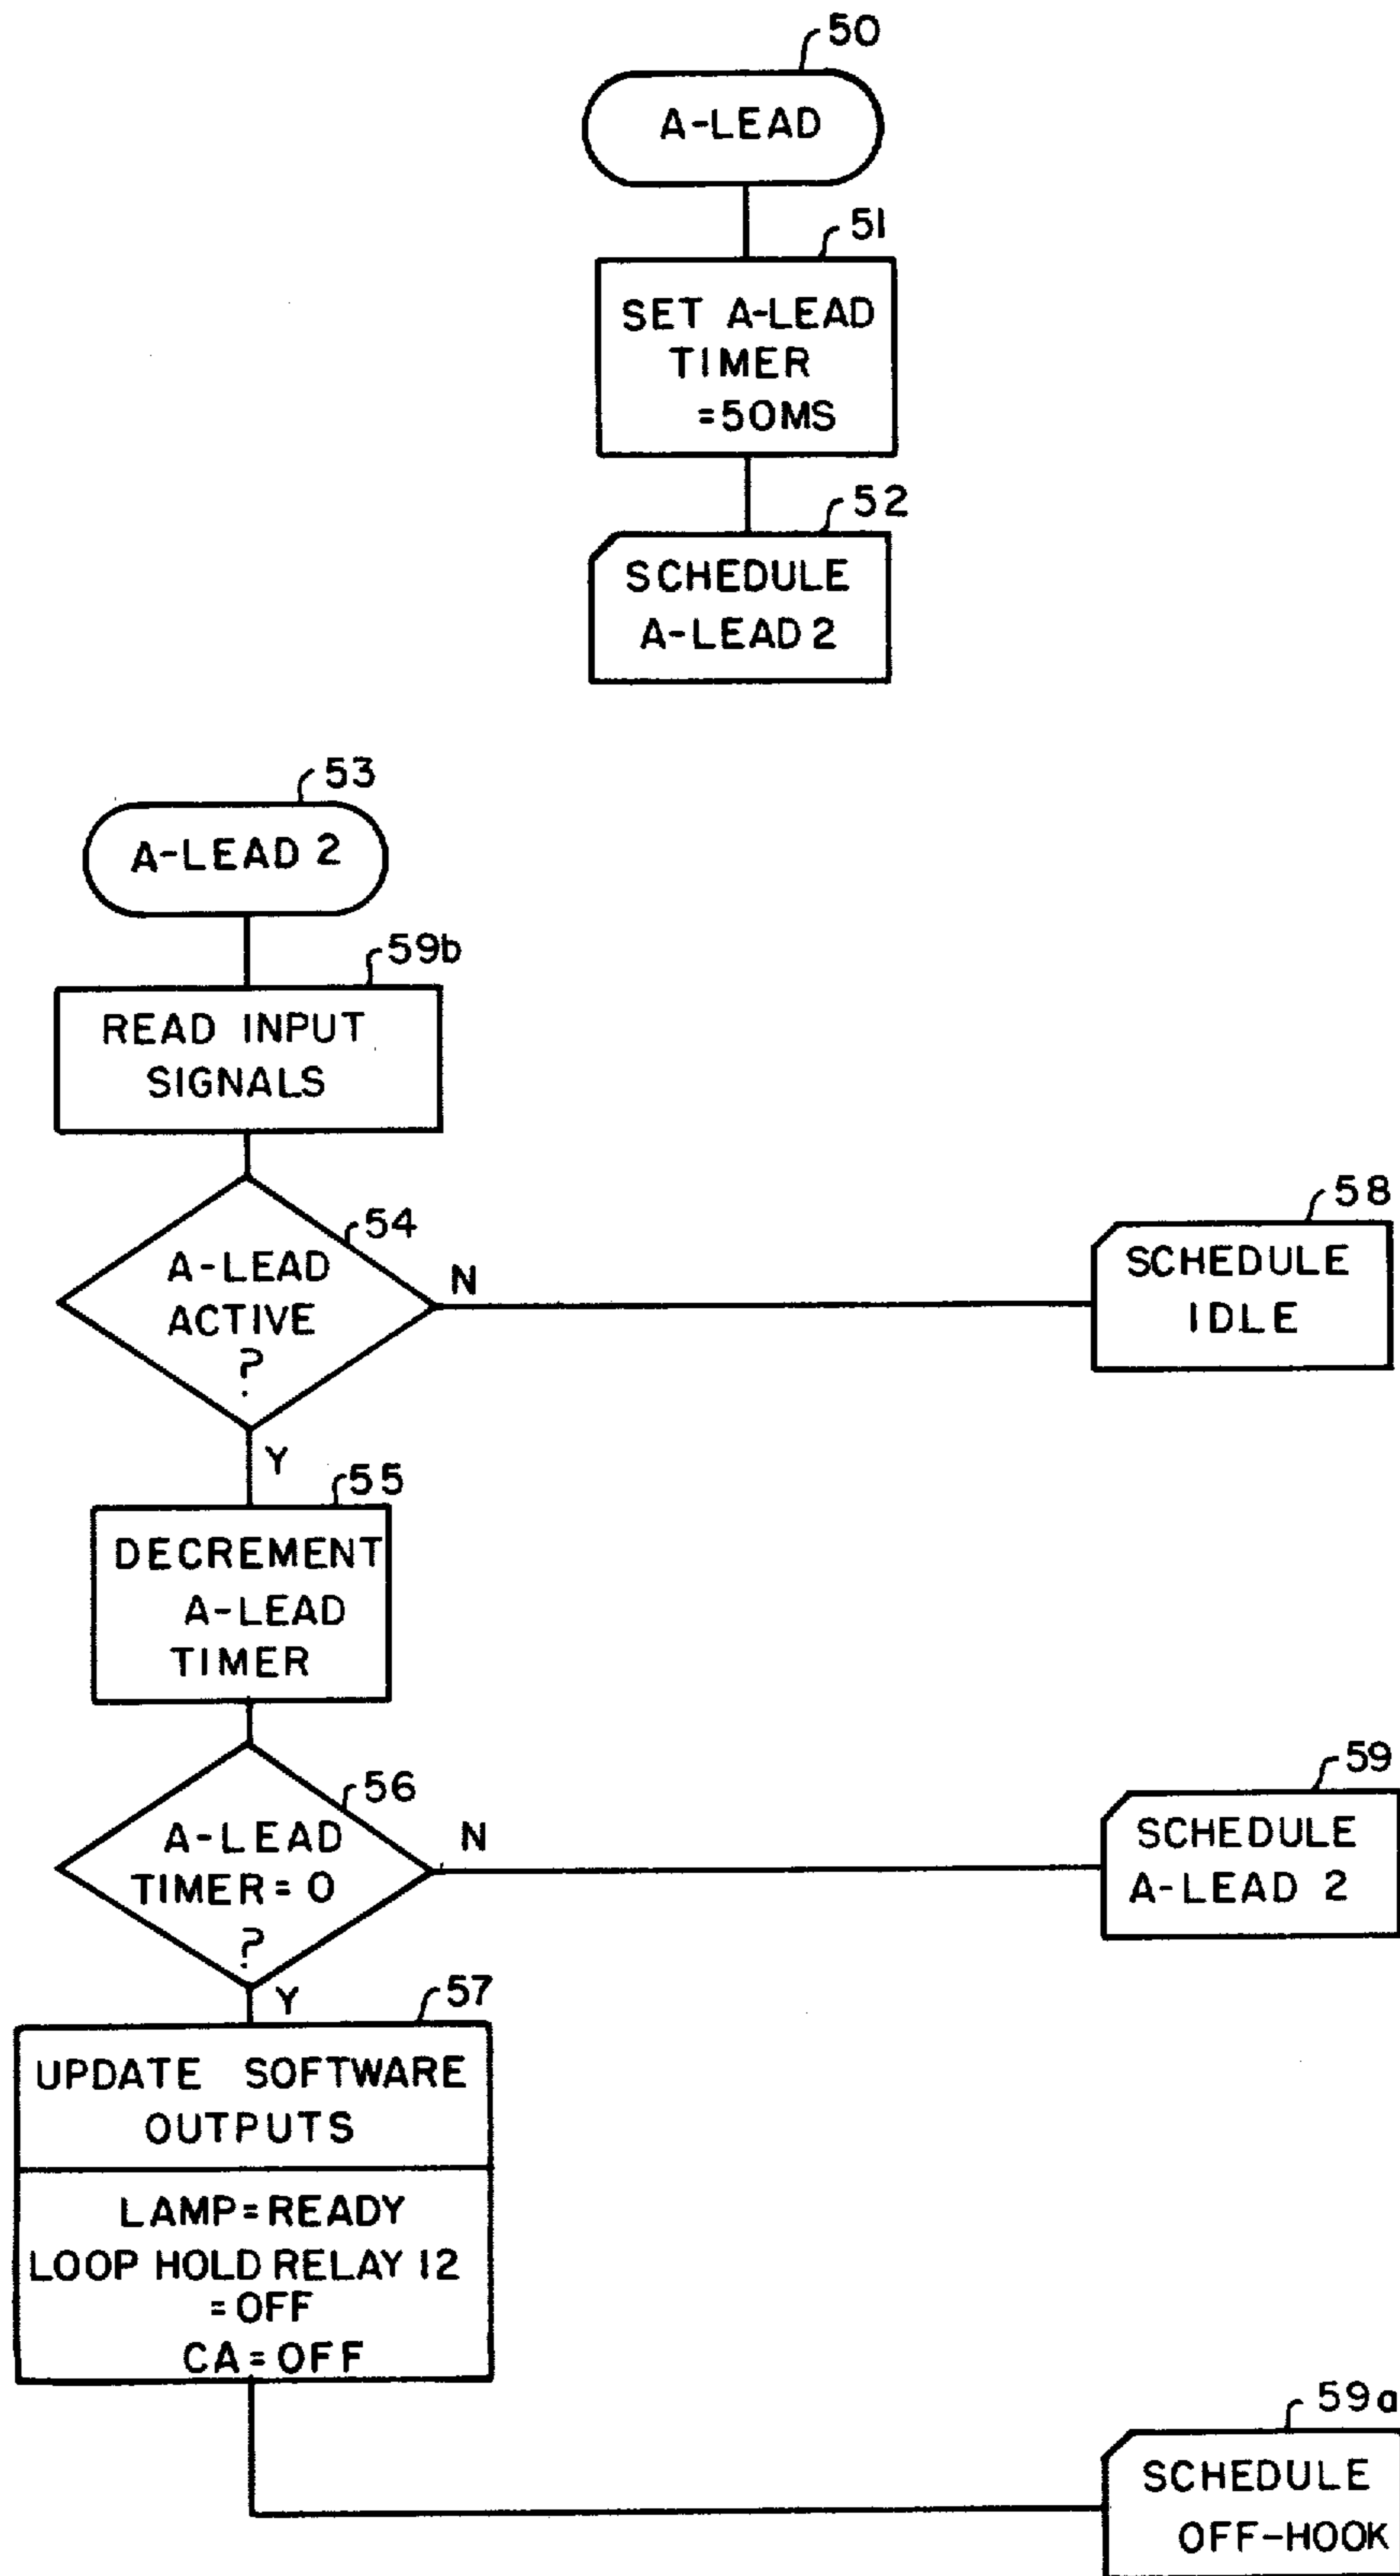 50
A-LEAD
51
SET A-LEAD
TIMER
=50MS
52
SCHEDULE
A-LEAD 2
53
A-LEAD 2
59b
READ INPUT
SIGNALS
54
A-LEAD
ACTIVE
?
N
58
SCHEDULE
IDLE
Y
55
DECREMENT
A-LEAD
TIMER
56
A-LEAD
TIMER=0
?
N
59
SCHEDULE
A-LEAD 2
Y
57
UPDATE SOFTWARE
OUTPUTS
LAMP=READY
LOOP HOLD RELAY 12
=OFF
CA=OFF
59a
SCHEDULE
OFF-HOOK